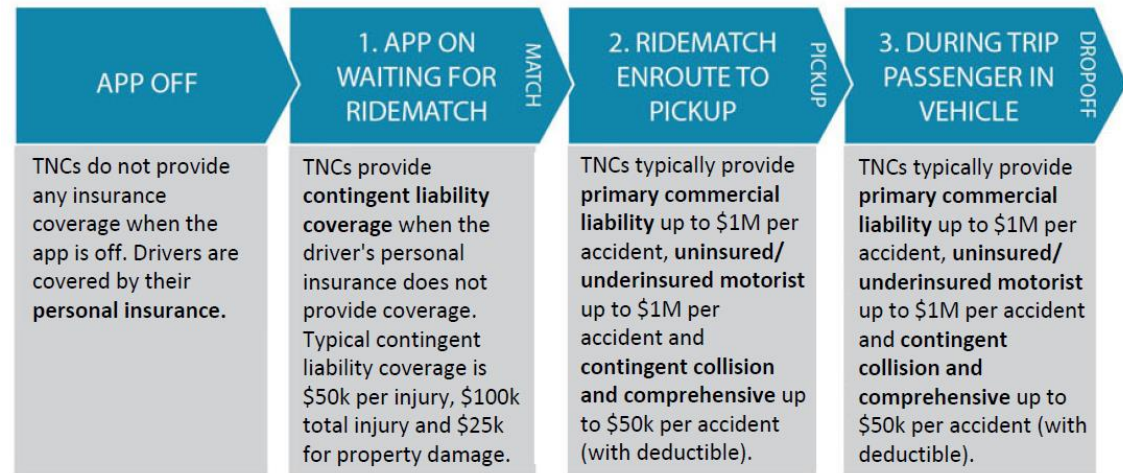 APP OFF
1. APP ON
WAITING FOR
RIDEMATCH
MATCH
2. RIDEMATCH
ENROUTE TO
PICKUP
PICKUP
3. DURING TRIP
PASSENGER IN
VEHICLE
DROPOFF
TNCs do not provide
any insurance
coverage when the
app is off. Drivers are
covered by their
personal insurance.
TNCs provide
contingent liability
coverage when the
driver's personal
insurance does not
provide coverage.
Typical contingent
liability coverage is
$50k per injury, $100k
total injury and $25k
for property damage.
TNCs typically provide
primary commercial
liability up to $1M per
accident, uninsured/
underinsured motorist
up to $1M per
accident and
contingent collision
and comprehensive up
to $50k per accident
(with deductible).
TNCs typically provide
primary commercial
liability up to $1M per
accident, uninsured/
underinsured motorist
up to $1M per accident
and contingent
collision and
comprehensive up to
$50k per accident (with
deductible).